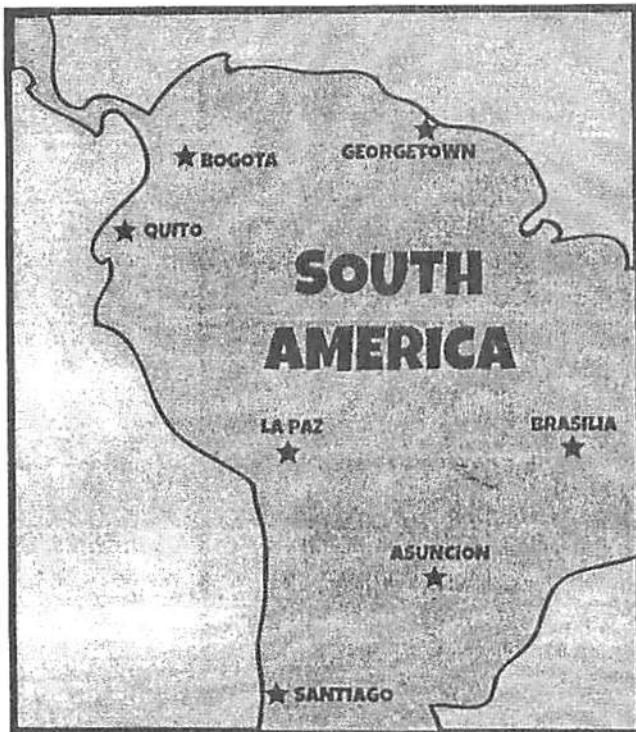 GEORGETOWN
BOGOTA
QUITO
SOUTH
AMERICA
LA PAZ
BRASILIA
ASUNCION
SANTIAGO